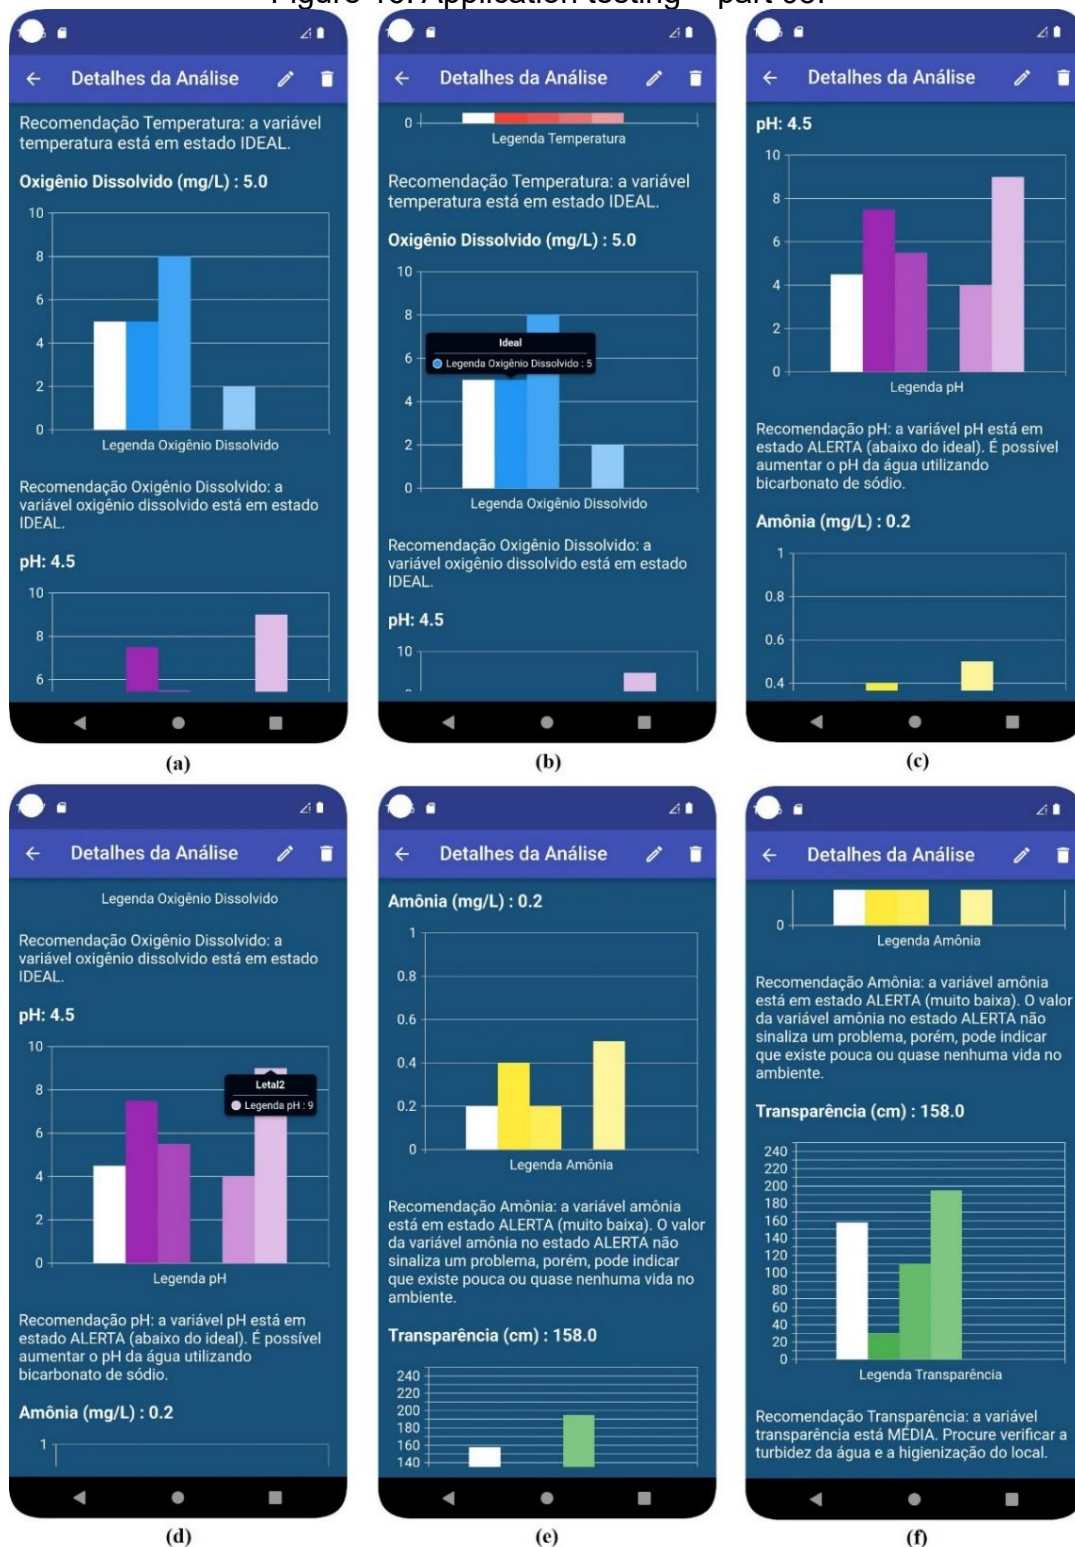 Detalhes da Análise
Recomendação Temperatura: a variável
temperatura está em estado IDEAL.
Oxigênio Dissolvido (mg/L) : 5.0
10
8
6
4
2
0
Legenda Oxigênio Dissolvido
Recomendação Oxigênio Dissolvido: a
variável oxigênio dissolvido está em estado
IDEAL.
pH: 4.5
10
8
6
(a)
Detalhes da Análise
0
Legenda Temperatura
Recomendação Temperatura: a variável
temperatura está em estado IDEAL.
Oxigênio Dissolvido (mg/L) : 5.0
10
8
Ideal
6
Legenda Oxigênio Dissolvido : 5
4
2
0
Legenda Oxigênio Dissolvido
Recomendação Oxigênio Dissolvido: a
variável oxigênio dissolvido está em estado
IDEAL.
pH: 4.5
10
(b)
Detalhes da Análise
pH: 4.5
10
8
6
4
2
0
Legenda pH
Recomendação pH: a variável pH está em
estado ALERTA (abaixo do ideal). É possível
aumentar o pH da água utilizando
bicarbonato de sódio.
Amônia (mg/L) : 0.2
1
0.8
0.6
0.4
(c)
Detalhes da Análise
Legenda Oxigênio Dissolvido
Recomendação Oxigênio Dissolvido: a
variável oxigênio dissolvido está em estado
IDEAL.
pH: 4.5
10
8
Letal2
Legenda pH : 9
6
4
2
0
Legenda pH
Recomendação pH: a variável pH está em
estado ALERTA (abaixo do ideal). É possível
aumentar o pH da água utilizando
bicarbonato de sódio.
Amônia (mg/L) : 0.2
1
(d)
Detalhes da Análise
Amônia (mg/L) : 0.2
1
0.8
0.6
0.4
0.2
0
Legenda Amônia
Recomendação Amônia: a variável amônia
está em estado ALERTA (muito baixa). O valor
da variável amônia no estado ALERTA não
sinaliza um problema, porém, pode indicar
que existe pouca ou quase nenhuma vida no
ambiente.
Transparência (cm) : 158.0
240
220
200
180
160
140
(e)
Detalhes da Análise
0
Legenda Amônia
Recomendação Amônia: a variável amônia
está em estado ALERTA (muito baixa). O valor
da variável amônia no estado ALERTA não
sinaliza um problema, porém, pode indicar
que existe pouca ou quase nenhuma vida no
ambiente.
Transparência (cm) : 158.0
240
220
200
180
160
140
120
100
80
60
40
20
0
Legenda Transparência
Recomendação Transparência: a variável
transparência está MÉDIA. Procure verificar a
turbidez da água e a higienização do local.
(f)